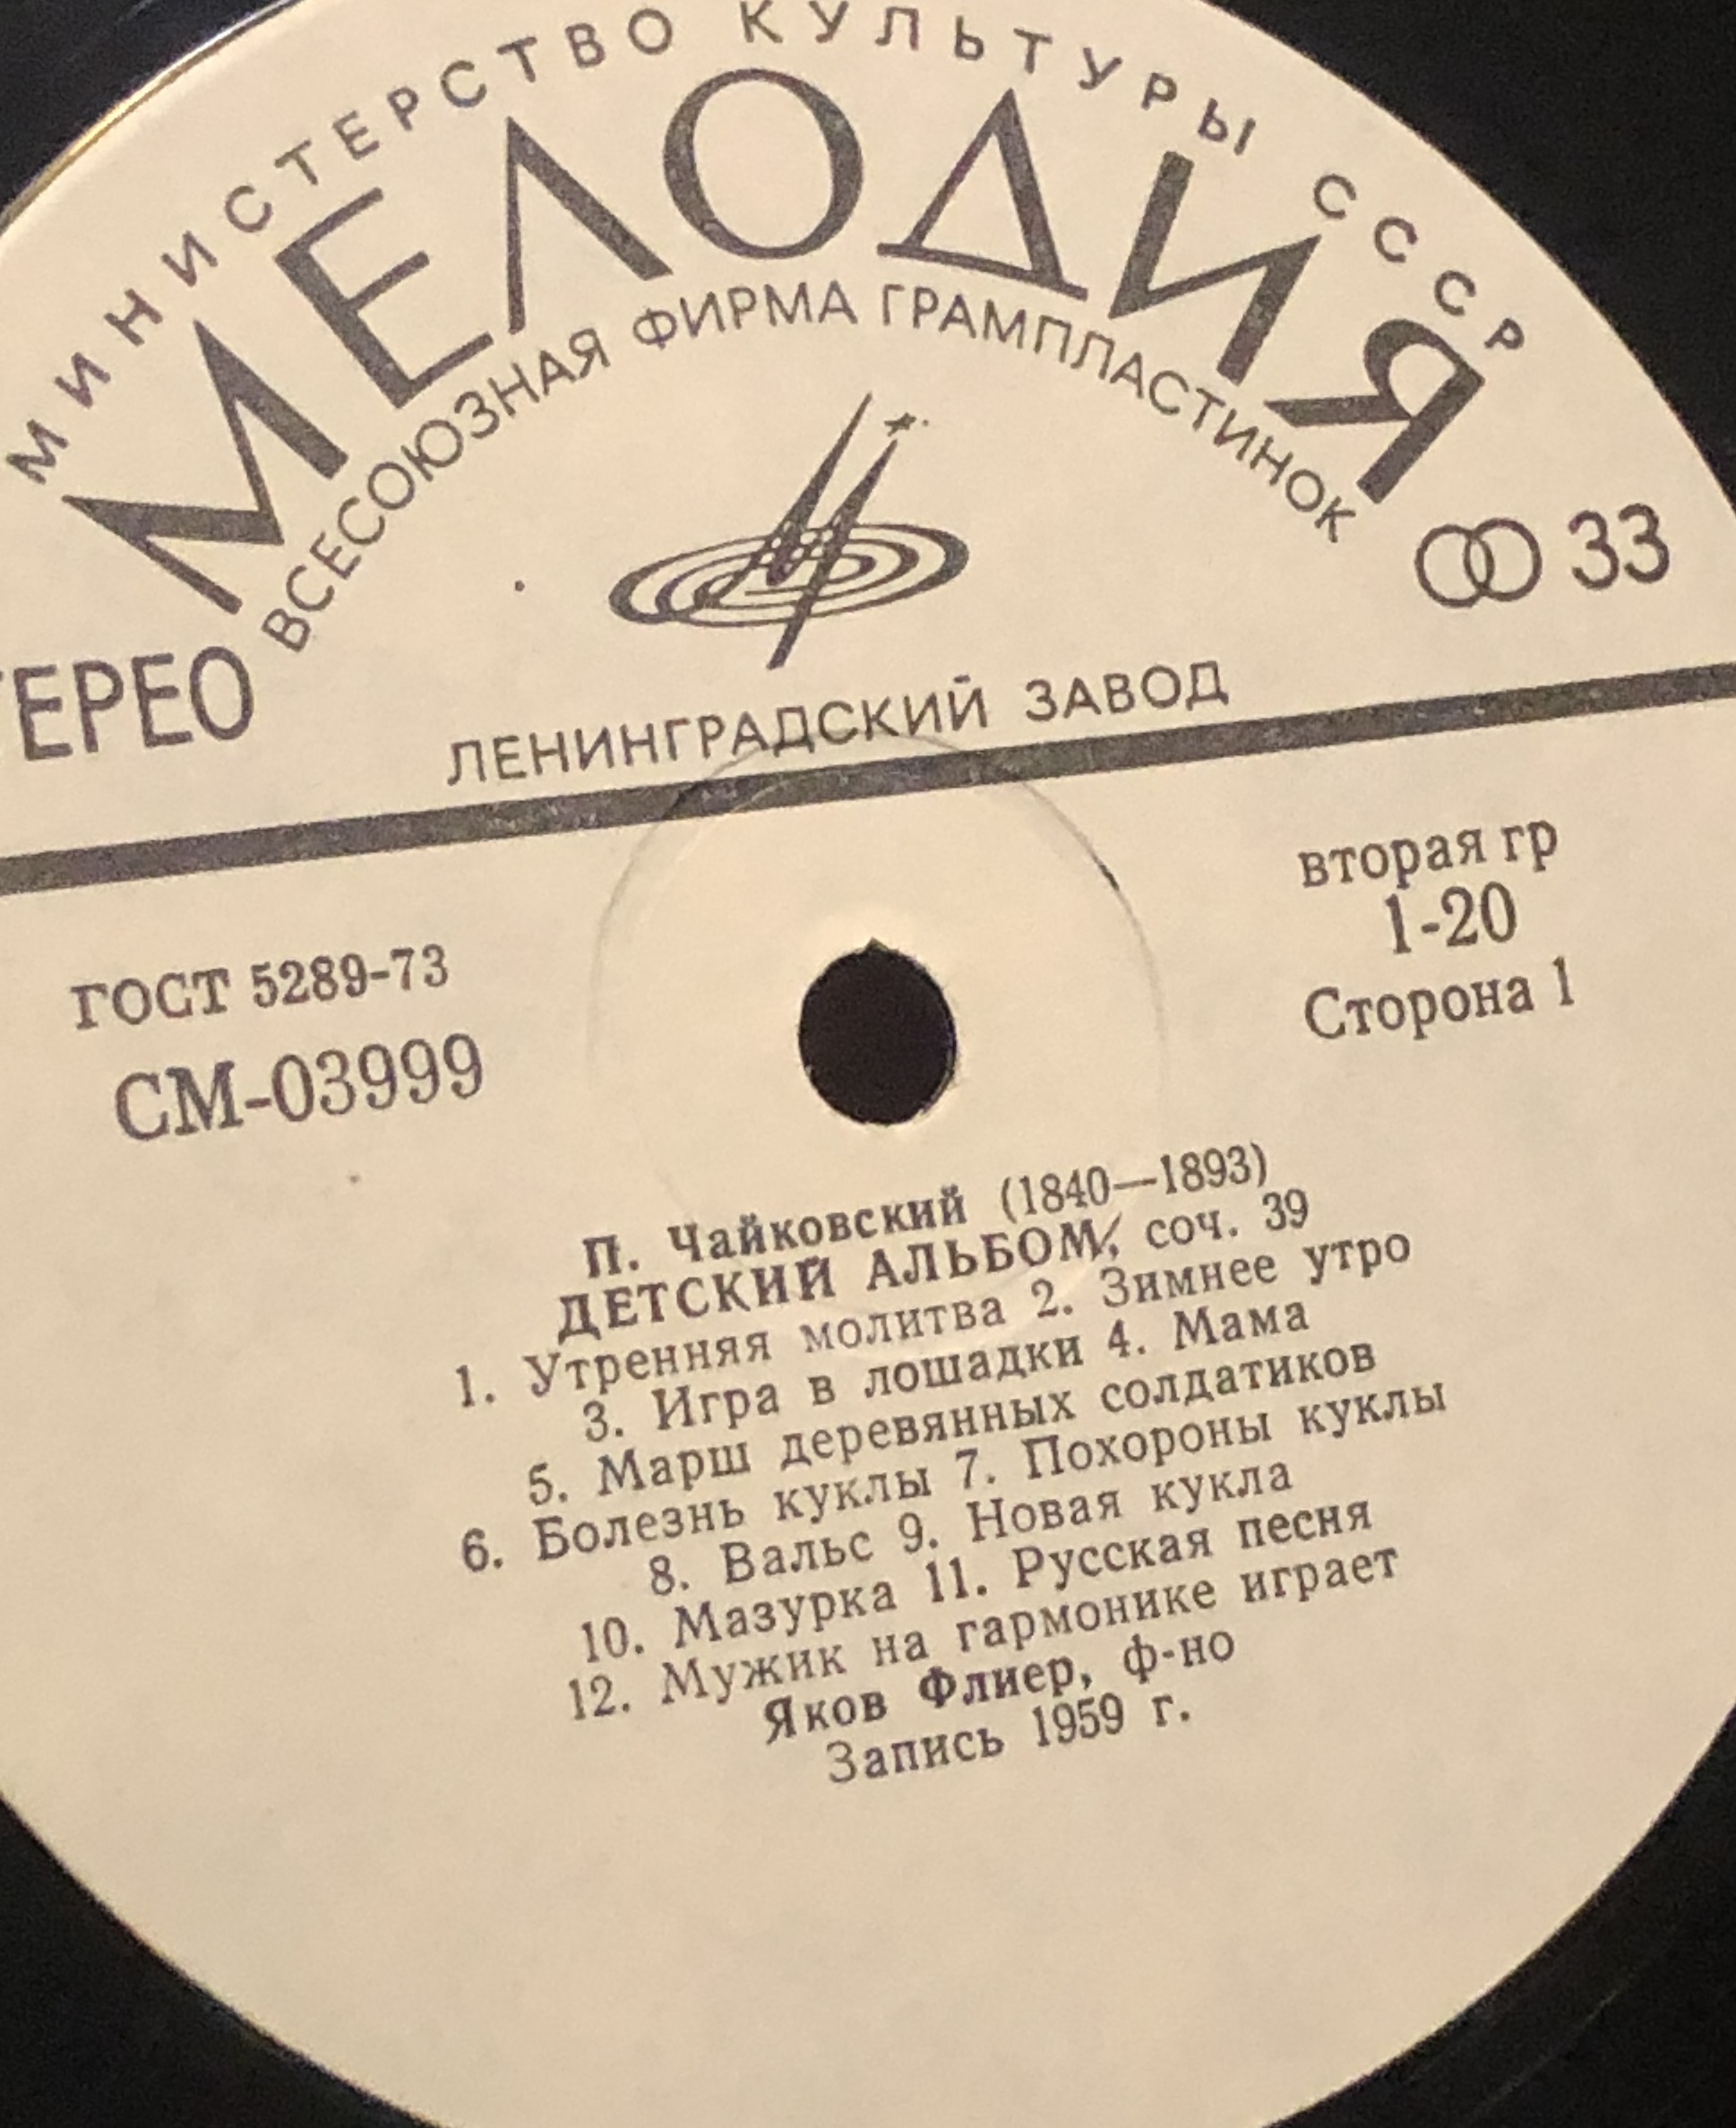 МИНИСТЕРСТВО КУЛЬТУРЫ СССР
МЕЛОДИЯ
ВСЕСОЮЗНАЯ ФИРМА ГРАМПЛАСТИНОК
33
ТЕРЕО
ЛЕНИНГРАДСКИЙ ЗАВОД
ГОСТ 5289-73
СМ-03999
вторая гр
1-20
Сторона 1
П. Чайковский (1840—1893)
ДЕТСКИЙ АЛЬБОМ, соч. 39
1. Утренняя молитва 2. Зимнее утро
3. Игра в лошадки 4. Мама
5. Марш деревянных солдатиков
6. Болезнь куклы 7. Похороны куклы
8. Вальс 9. Новая кукла
10. Мазурка 11. Русская песня
12. Мужик на гармонике играет
Яков Флиер, ф-но
Запись 1959 г.